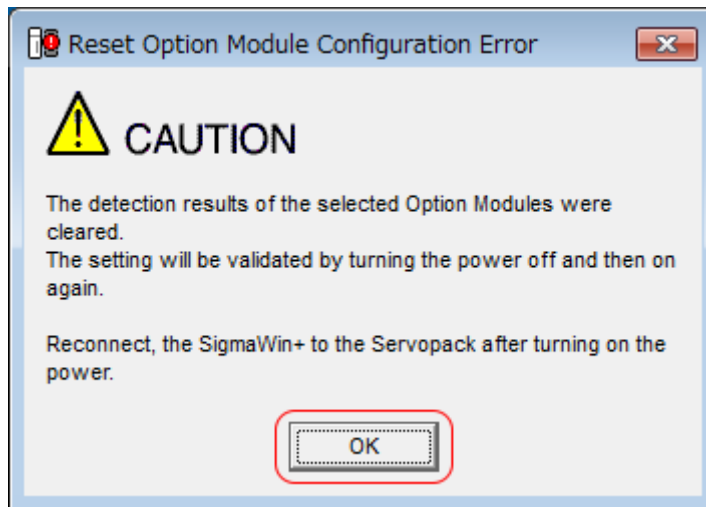 Reset Option Module Configuration Error
CAUTION
The detection results of the selected Option Modules were
cleared.
The setting will be validated by turning the power off and then on
again.
Reconnect, the SigmaWin+ to the Servopack after turning on the
power.
OK